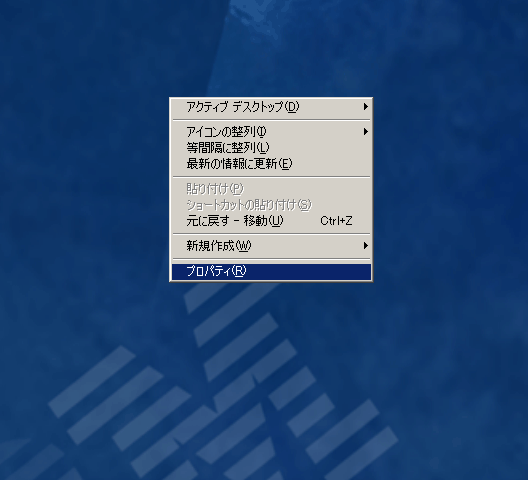 アクティブ デスクトップ(D)
アイコンの整列(I)
等間隔に整列(L)
最新の情報に更新(E)
貼り付け(P)
ショートカットの貼り付け(S)
元に戻す - 移動(U) Ctrl+Z
新規作成(W)
プロパティ(R)